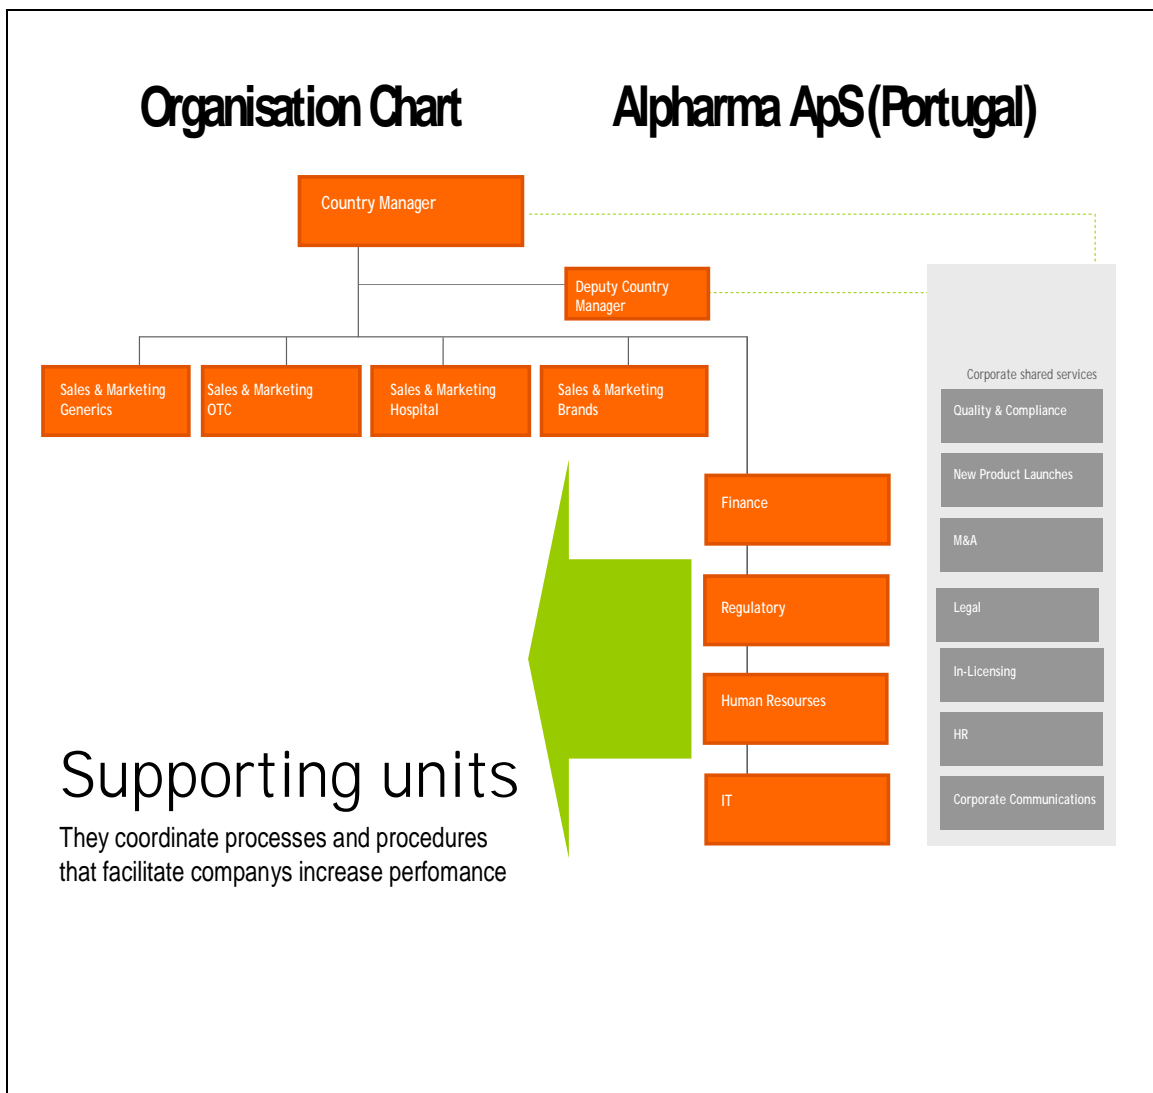 Organisation Chart Alpharma ApS (Portugal)
Country Manager
Deputy Country
Manager
Sales & Marketing
Generics
Sales & Marketing
OTC
Sales & Marketing
Hospital
Sales & Marketing
Brands
Finance
Regulatory
Human Resourses
IT
Corporate shared services
Quality & Compliance
New Product Launches
M&A
Legal
In-Licensing
HR
Corporate Communications
Supporting units
They coordinate processes and procedures
that facilitate companys increase perfomance